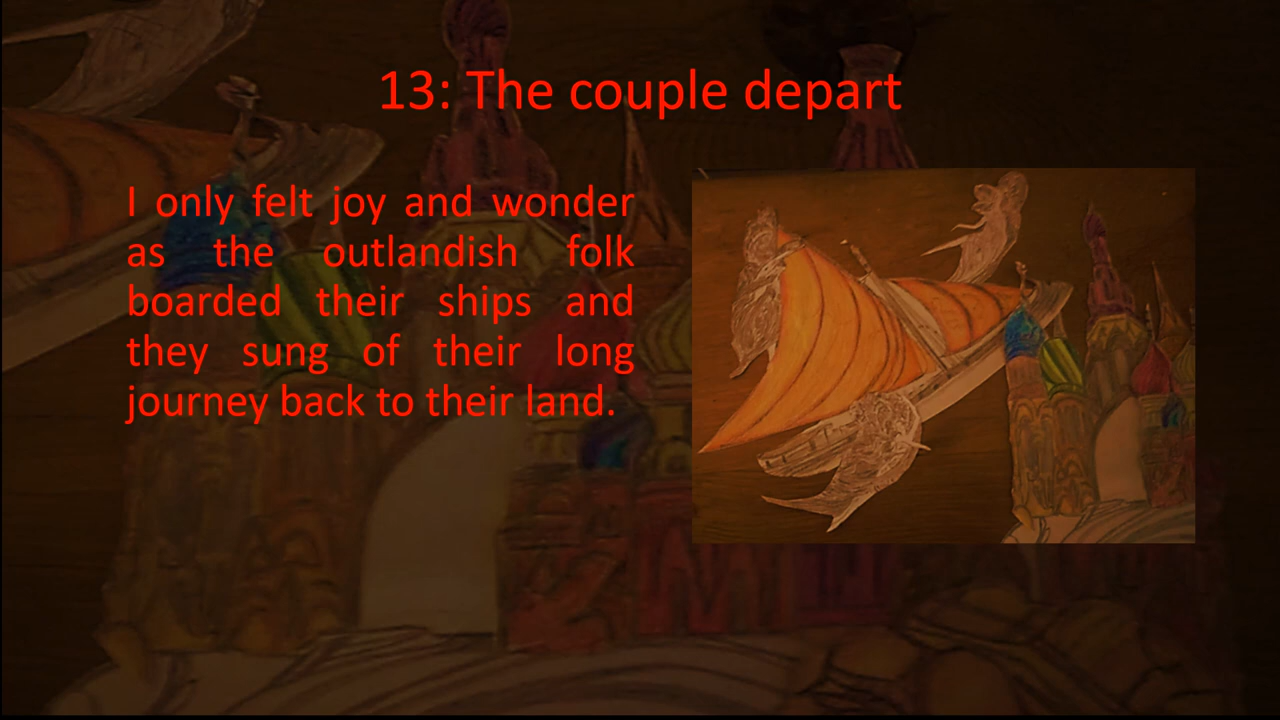 13: The couple depart
I only felt joy and wonder
as the outlandish folk
boarded their ships and
they sung of their long
journey back to their land.